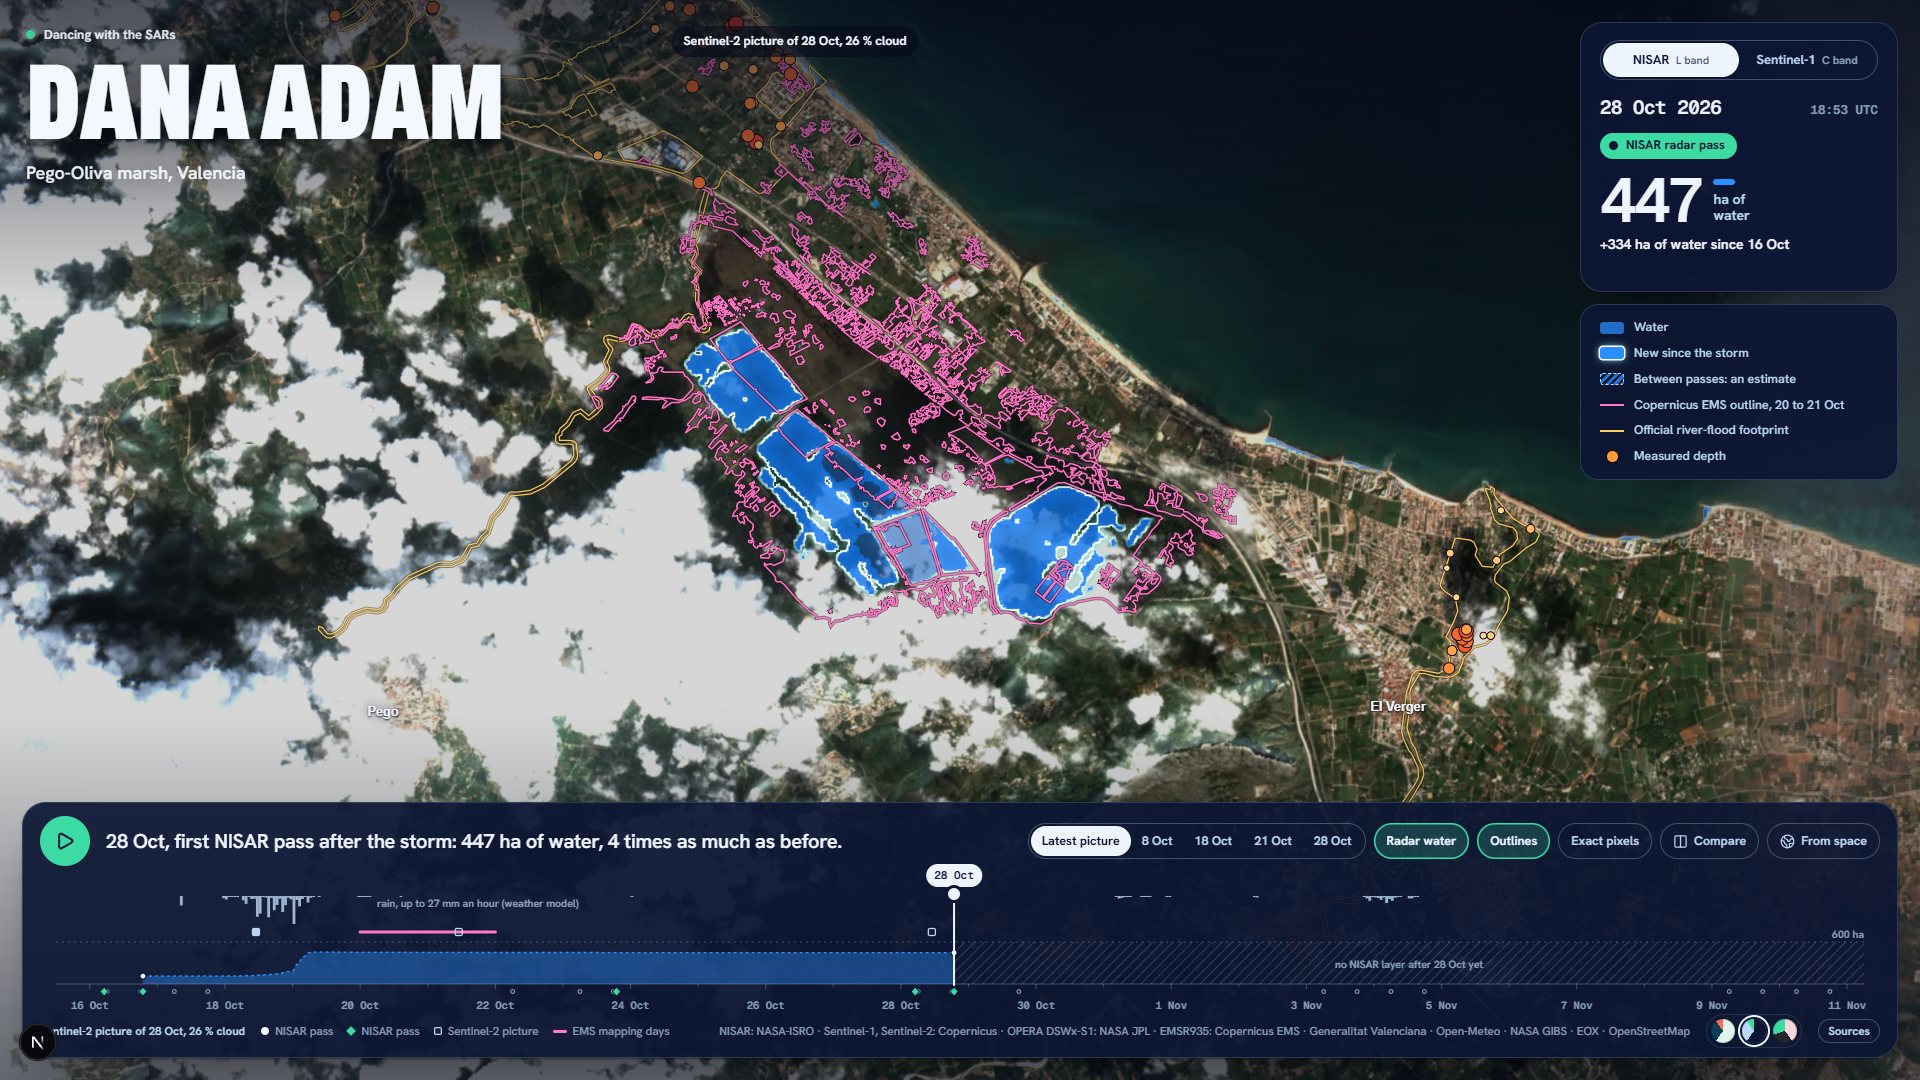 Dancing with the SARs
DANA ADAM
Pego-Oliva marsh, Valencia
Sentinel-2 picture of 28 Oct, 26 % cloud
NISAR L band
Sentinel-1 C band
28 Oct 2026
18:53 UTC
NISAR radar pass
447
ha of
water
+334 ha of water since 16 Oct
Water
New since the storm
Between passes: an estimate
Copernicus EMS outline, 20 to 21 Oct
Official river-flood footprint
Measured depth
Pego
El Verger
28 Oct, first NISAR pass after the storm: 447 ha of water, 4 times as much as before.
Latest picture
8 Oct
18 Oct
21 Oct
28 Oct
Radar water
Outlines
Exact pixels
Compare
From space
28 Oct
rain, up to 27 mm an hour (weather model)
600 ha
no NISAR layer after 28 Oct yet
16 Oct
18 Oct
20 Oct
22 Oct
24 Oct
26 Oct
28 Oct
30 Oct
1 Nov
3 Nov
5 Nov
7 Nov
9 Nov
11 Nov
N
ntinel-2 picture of 28 Oct, 26 % cloud
NISAR pass
NISAR pass
Sentinel-2 picture
EMS mapping days
NISAR: NASA-ISRO · Sentinel-1, Sentinel-2: Copernicus · OPERA DSWx-S1: NASA JPL · EMSR935: Copernicus EMS · Generalitat Valenciana · Open-Meteo · NASA GIBS · EOX · OpenStreetMap
Sources